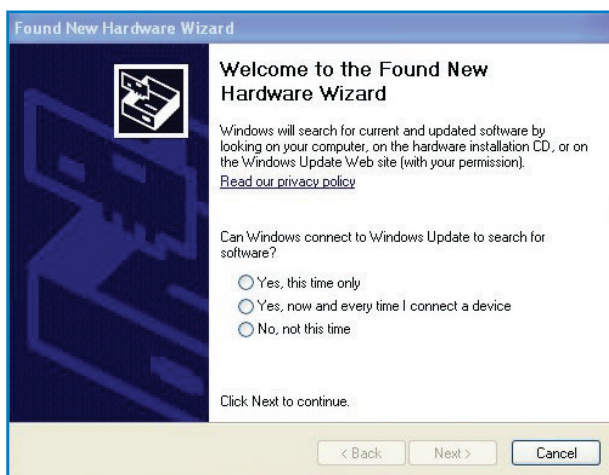 Found New Hardware Wizard
Welcome to the Found New
Hardware Wizard
Windows will search for current and updated software by
looking on your computer, on the hardware installation CD, or on
the Windows Update Web site (with your permission).
Read our privacy policy
Can Windows connect to Windows Update to search for
software?
Yes, this time only
Yes, now and every time I connect a device
No, not this time
Click Next to continue.
< Back
Next >
Cancel